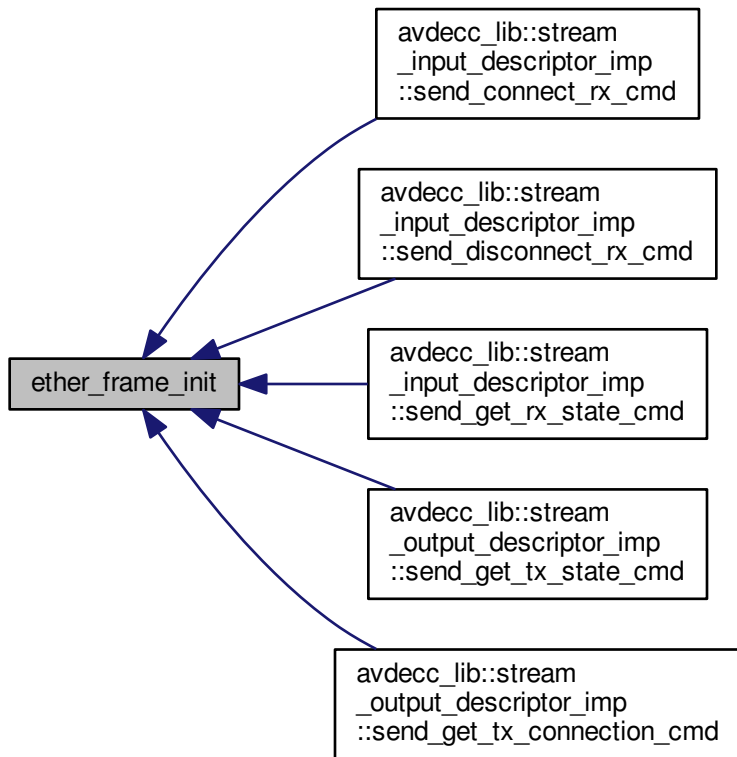 avdecc_lib::stream
_input_descriptor_imp
::send_connect_rx_cmd
avdecc_lib::stream
_input_descriptor_imp
::send_disconnect_rx_cmd
ether_frame_init
avdecc_lib::stream
_input_descriptor_imp
::send_get_rx_state_cmd
avdecc_lib::stream
_output_descriptor_imp
::send_get_tx_state_cmd
avdecc_lib::stream
_output_descriptor_imp
::send_get_tx_connection_cmd